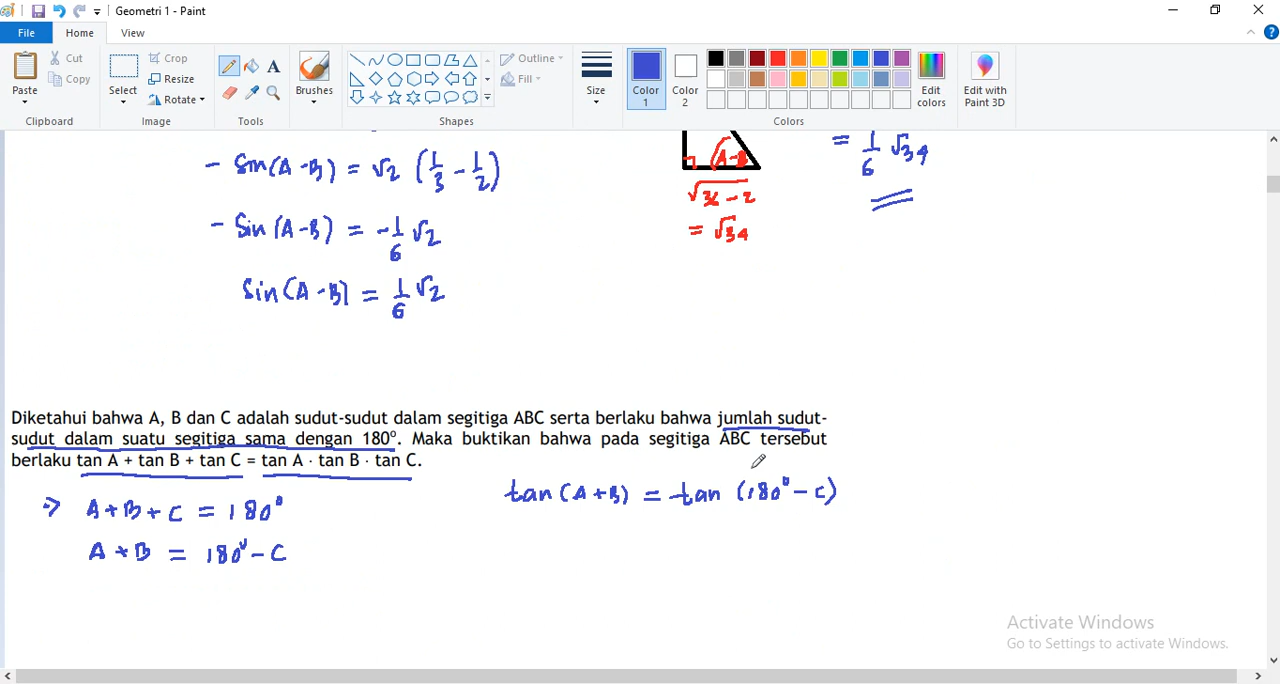 Geometri 1 - Paint
File Home View
Paste
Cut
Copy
Clipboard
Select
Crop
Resize
Rotate
Image
Tools
Brushes
Shapes
Outline
Fill
Size
Color 1
Color 2
Edit colors
Edit with Paint 3D
Colors
- Sin(A-B) = √2 (1/3 - 1/2)
- Sin(A-B) = -1/6 √2
Sin(A-B) = 1/6 √2
(A-B)
√36 - 2
= √34
= 1/6 √34
Diketahui bahwa A, B dan C adalah sudut-sudut dalam segitiga ABC serta berlaku bahwa jumlah sudut-
sudut dalam suatu segitiga sama dengan 180°. Maka buktikan bahwa pada segitiga ABC tersebut
berlaku tan A + tan B + tan C = tan A · tan B · tan C.
→ A+B+C = 180°
A+B = 180° - C
tan (A+B) = tan (180° - C)
Activate Windows
Go to Settings to activate Windows.